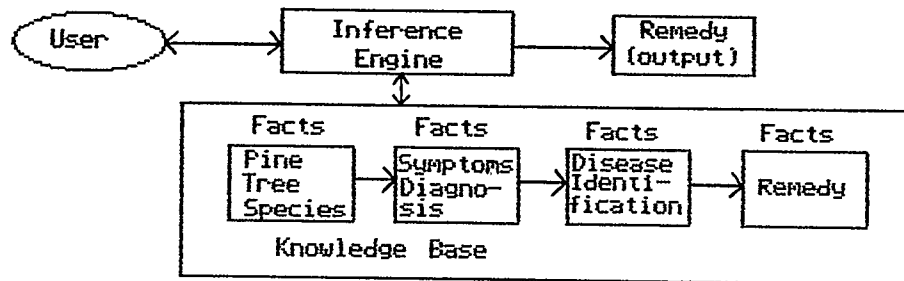 User
Inference
Engine
Remedy
(output)
Facts
Facts
Facts
Facts
Pine
Tree
Species
Symptoms
Diagno-
sis
Disease
Identi-
fication
Remedy
Knowledge Base